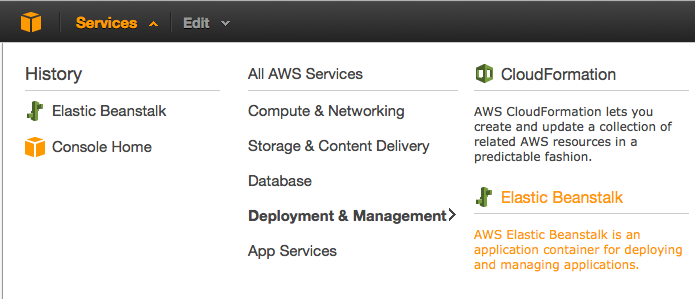 Services Edit
History
Elastic Beanstalk
Console Home
All AWS Services
Compute & Networking
Storage & Content Delivery
Database
Deployment & Management
App Services
CloudFormation
AWS CloudFormation lets you
create and update a collection of
related AWS resources in a
predictable fashion.
Elastic Beanstalk
AWS Elastic Beanstalk is an
application container for deploying
and managing applications.